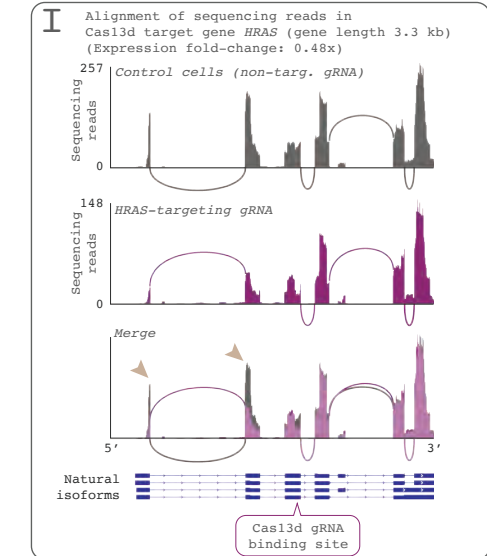 I
Alignment of sequencing reads in
Cas13d target gene HRAS (gene length 3.3 kb)
(Expression fold-change: 0.48x)
257
Control cells (non-targ. gRNA)
Sequencing
reads
0
148
HRAS-targeting gRNA
Sequencing
reads
0
Merge
5’ 3’
Natural
isoforms
Cas13d gRNA
binding site